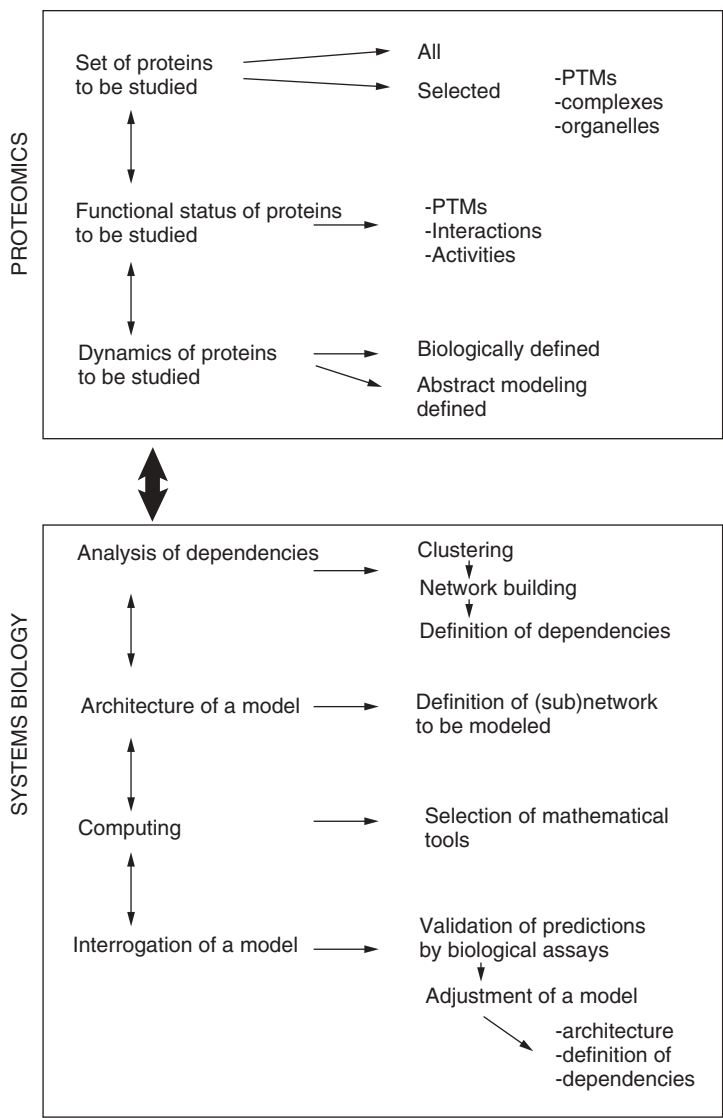 PROTEOMICS
Set of proteins
to be studied
All
Selected
-PTMs
-complexes
-organelles
Functional status of proteins
to be studied
-PTMs
-Interactions
-Activities
Dynamics of proteins
to be studied
Biologically defined
Abstract modeling
defined
SYSTEMS BIOLOGY
Analysis of dependencies
Clustering
Network building
Definition of dependencies
Architecture of a model
Definition of (sub)network
to be modeled
Computing
Selection of mathematical
tools
Interrogation of a model
Validation of predictions
by biological assays
Adjustment of a model
-architecture
-definition of
-dependencies